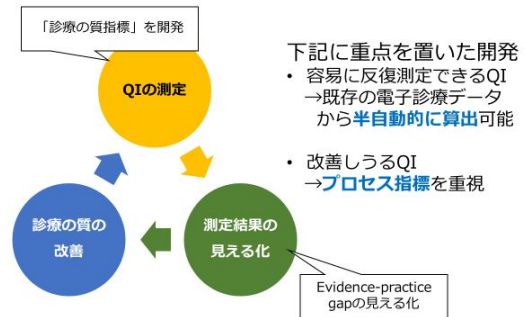 「診療の質指標」を開発
QIの測定
下記に重点を置いた開発
• 容易に反復測定できるQI
→既存の電子診療データ
から半自動的に算出可能
• 改善しうるQI
→プロセス指標を重視
診療の質の
改善
測定結果の
見える化
Evidence-practice
gapの見える化